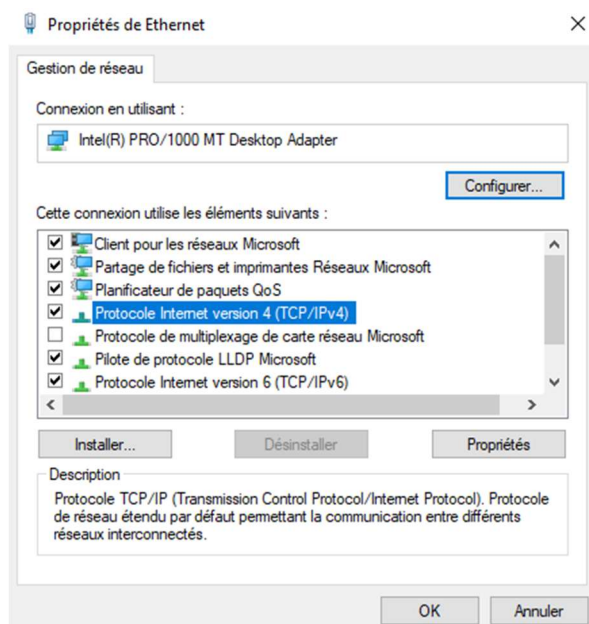 Propriétés de Ethernet
Gestion de réseau
Connexion en utilisant :
Intel(R) PRO/1000 MT Desktop Adapter
Configurer...
Cette connexion utilise les éléments suivants :
Client pour les réseaux Microsoft
Partage de fichiers et imprimantes Réseaux Microsoft
Planificateur de paquets QoS
Protocole Internet version 4 (TCP/IPv4)
Protocole de multiplexage de carte réseau Microsoft
Pilote de protocole LLDP Microsoft
Protocole Internet version 6 (TCP/IPv6)
Installer... Désinstaller Propriétés
Description
Protocole TCP/IP (Transmission Control Protocol/Internet Protocol). Protocole
de réseau étendu par défaut permettant la communication entre différents
réseaux interconnectés.
OK Annuler